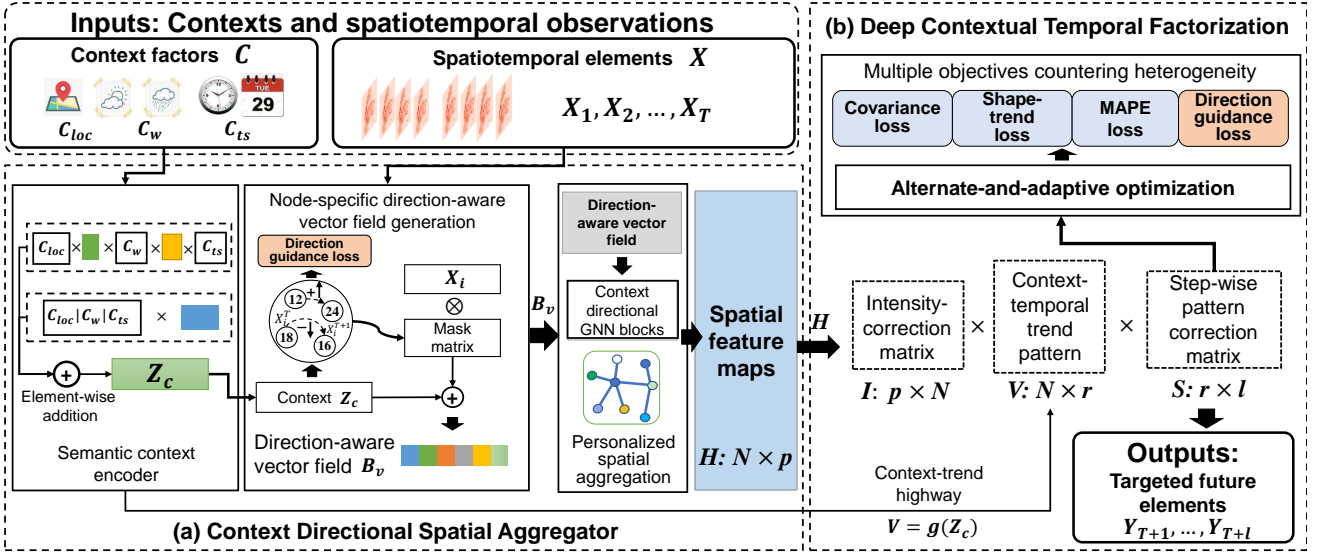 Inputs: Contexts and spatiotemporal observations
Context factors C
TUE
29
C_loc
C_w
C_ts
Spatiotemporal elements X
X_1, X_2, ..., X_T
C_loc × × C_w × × C_ts
C_loc|C_w|C_ts ×
+
Z_c
Element-wise
addition
Semantic context
encoder
Node-specific direction-aware
vector field generation
Direction
guidance loss
12
+
24
X_i^T
−
X_i^{T+1}
18
16
X_i
⊗
Mask
matrix
Context Z_c
+
Direction-aware
vector field B_v
B_v
Direction-
aware vector
field
Context
directional
GNN blocks
Personalized
spatial
aggregation
Spatial
feature
maps
H: N × p
(a) Context Directional Spatial Aggregator
(b) Deep Contextual Temporal Factorization
Multiple objectives countering heterogeneity
Covariance
loss
Shape-
trend
loss
MAPE
loss
Direction
guidance
loss
Alternate-and-adaptive optimization
H
Intensity-
correction
matrix
×
Context-
temporal
trend
pattern
×
Step-wise
pattern
correction
matrix
I: p × N
V: N × r
S: r × l
Context-trend
highway
V = g(Z_c)
Outputs:
Targeted future
elements
Y_{T+1}, ..., Y_{T+l}